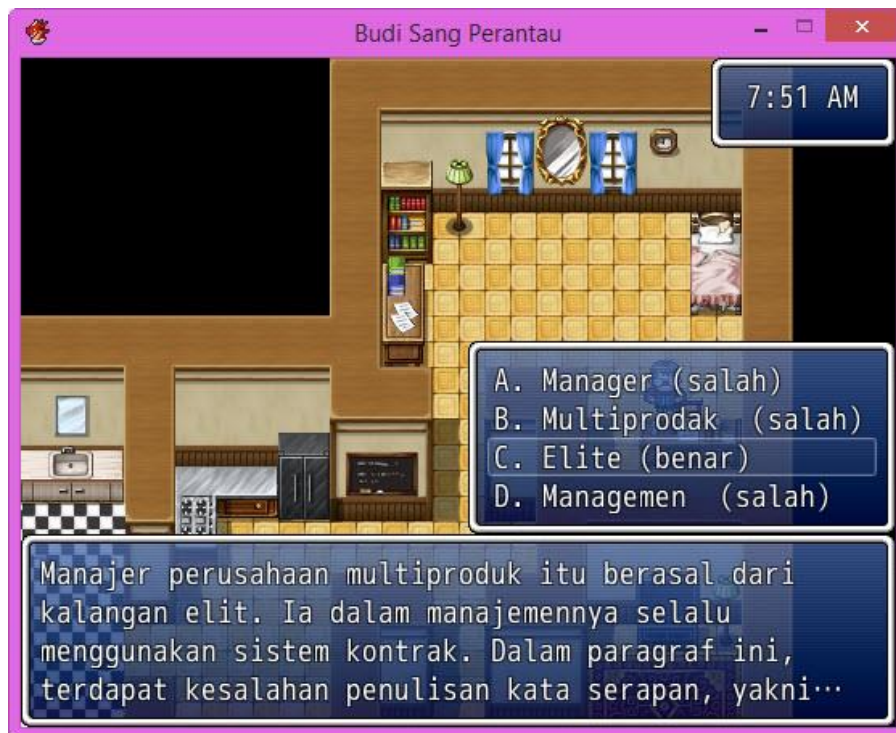 Budi Sang Perantau
7:51 AM
A. Manager (salah)
B. Multiprodak (salah)
C. Elite (benar)
D. Managemen (salah)
Manajer perusahaan multiproduk itu berasal dari
kalangan elit. Ia dalam manajemennya selalu
menggunakan sistem kontrak. Dalam paragraf ini,
terdapat kesalahan penulisan kata serapan, yakni…